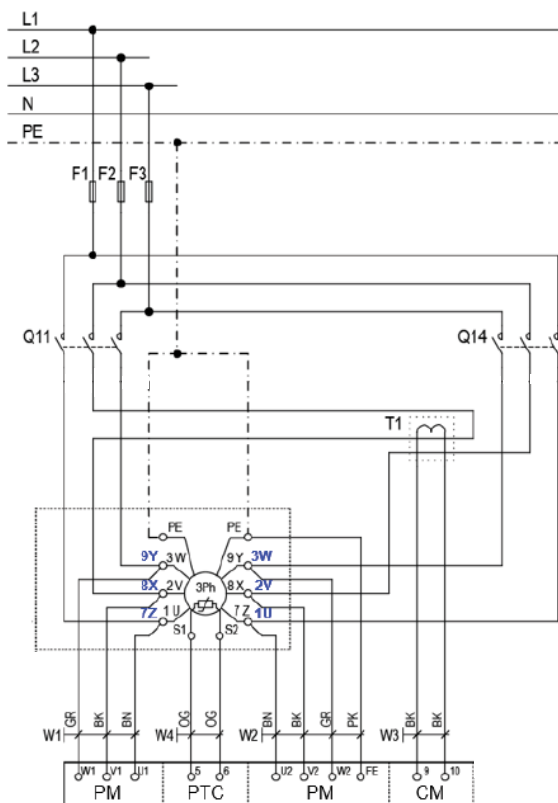 L1
L2
L3
N
PE
F1 F2 F3
Q11 Q14
T1
PE PE
9Y 3W 9Y 3W
8X 2V 3Ph 8X 2V
7Z 1U 7Z 1U
S1 S2
GR BK BN OG OG BN BK GR PK BK BK
W1 W4 W2 W3
W1 V1 U1 5 6 U2 V2 W2 FE 9 10
PM PTC PM CM